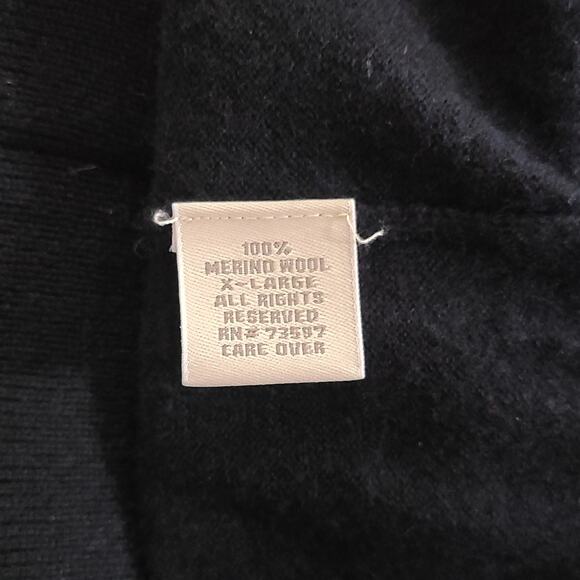 100%
MERINO WOOL
X-LARGE
ALL RIGHTS
RESERVED
RN# 73597
CARE OVER